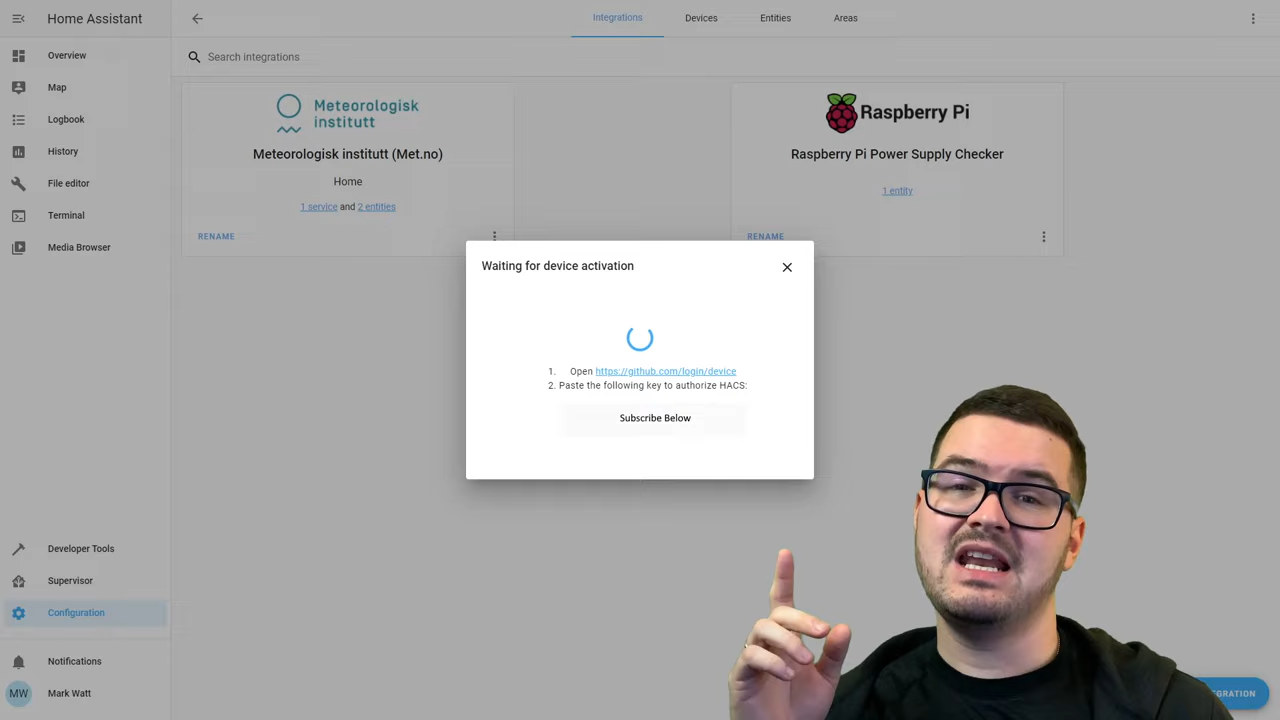 Home Assistant
Integrations
Devices
Entities
Areas
Overview
Map
Logbook
History
File editor
Terminal
Media Browser
Search integrations
Meteorologisk
institutt
Meteorologisk institutt (Met.no)
Home
1 service and 2 entities
RENAME
Raspberry Pi
Raspberry Pi Power Supply Checker
1 entity
RENAME
Waiting for device activation
1. Open https://github.com/login/device
2. Paste the following key to authorize HACS:
Subscribe Below
Developer Tools
Supervisor
Configuration
Notifications
MW
Mark Watt